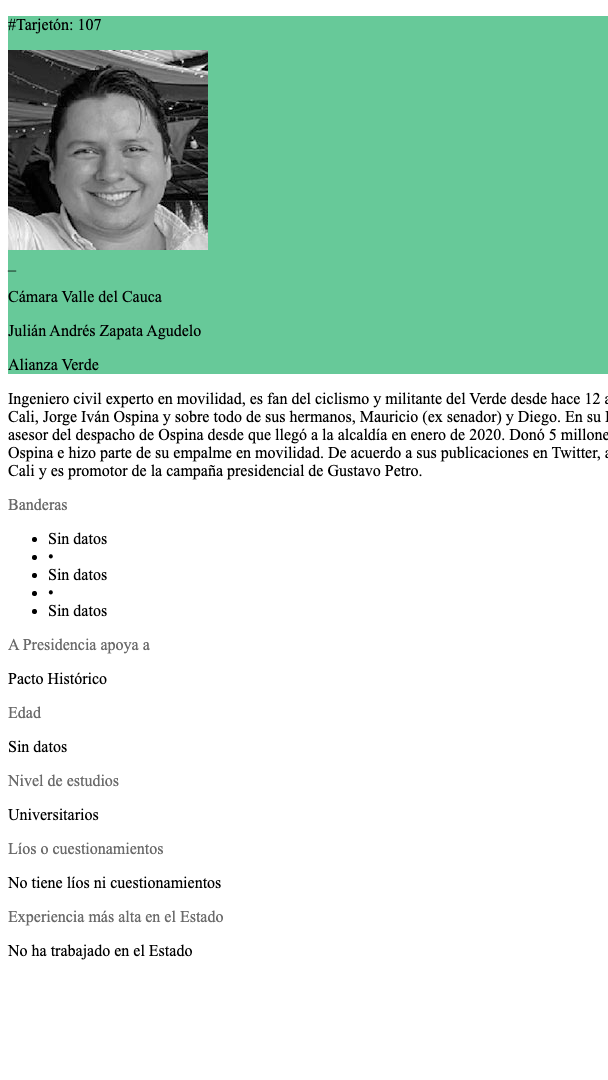 #Tarjetón: 107
_
Cámara Valle del Cauca
Julián Andrés Zapata Agudelo
Alianza Verde
Ingeniero civil experto en movilidad, es fan del ciclismo y militante del Verde desde hace 12
Cali, Jorge Iván Ospina y sobre todo de sus hermanos, Mauricio (ex senador) y Diego. En su
asesor del despacho de Ospina desde que llegó a la alcaldía en enero de 2020. Donó 5
Ospina e hizo parte de su empalme en movilidad. De acuerdo a sus publicaciones en Twitter,
Cali y es promotor de la campaña presidencial de Gustavo Petro.
Banderas
• Sin datos
• •
• Sin datos
• •
• Sin datos
A Presidencia apoya a
Pacto Histórico
Edad
Sin datos
Nivel de estudios
Universitarios
Líos o cuestionamientos
No tiene líos ni cuestionamientos
Experiencia más alta en el Estado
No ha trabajado en el Estado